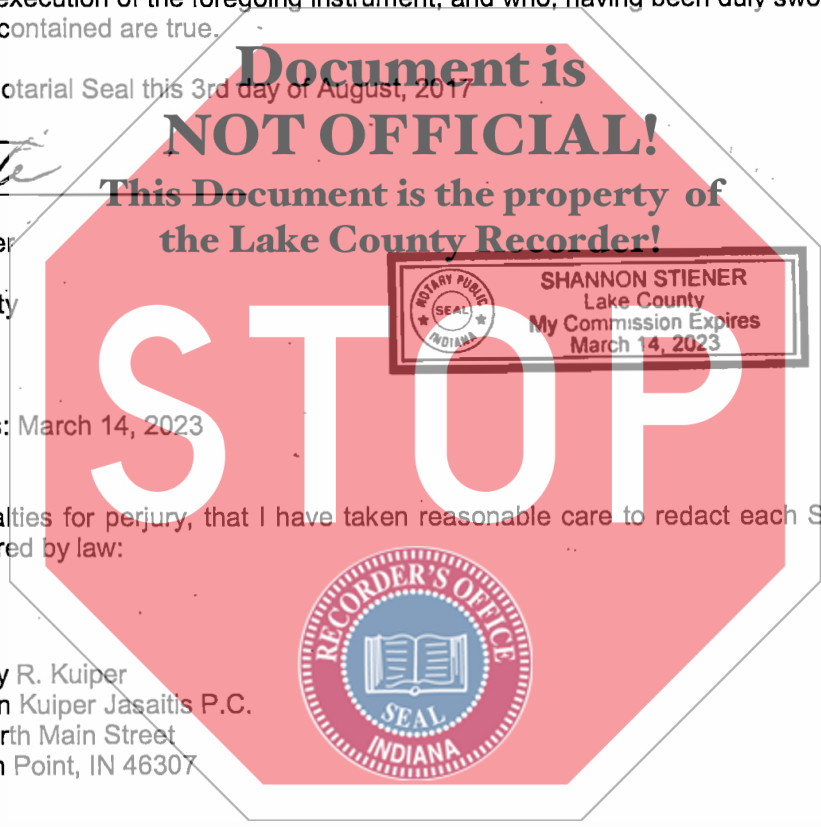 execution of the foregoing instrument, and who, having been duly swo
contained are true.
Document is
otarial Seal this 3rd day of August, 2017
NOT OFFICIAL!
This Document is the property of
the Lake County Recorder!
er
ty
NOTARY PUBLIC
SEAL
INDIANA
SHANNON STIENER
Lake County
My Commission Expires
March 14, 2023
STOP
s: March 14, 2023
alties for perjury, that I have taken reasonable care to redact each S
red by law:
RECORDER'S OFFICE
SEAL
INDIANA
y R. Kuiper
n Kuiper Jasaitis P.C.
rth Main Street
n Point, IN 46307